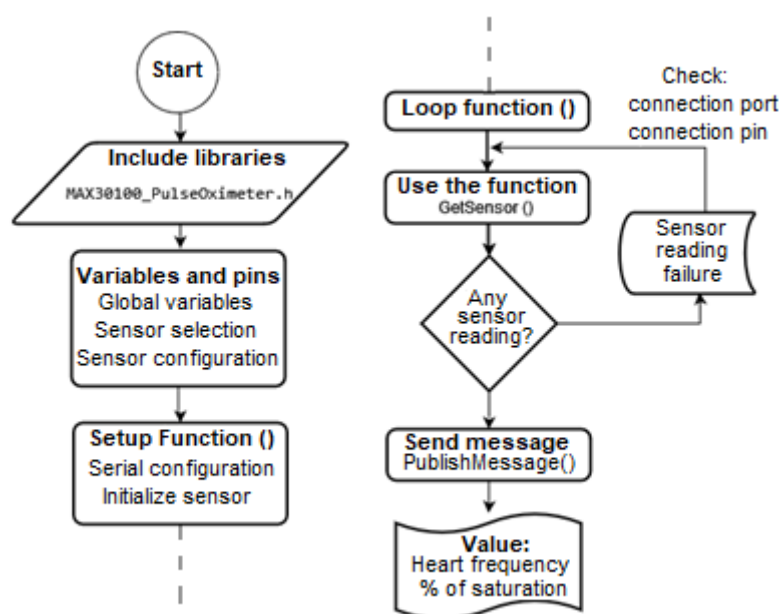 Start
Include libraries
MAX30100_PulseOximeter.h
Variables and pins
Global variables
Sensor selection
Sensor configuration
Setup Function ()
Serial configuration
Initialize sensor
Loop function ()
Use the function
GetSensor ()
Any
sensor
reading?
Check:
connection port
connection pin
Sensor
reading
failure
Send message
PublishMessage()
Value:
Heart frequency
% of saturation